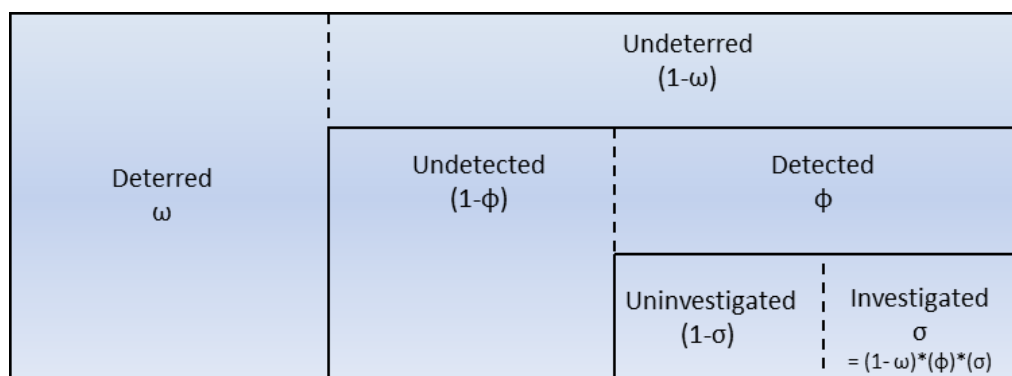 Undeterred
(1-ω)
Deterred
ω
Undetected
(1-ϕ)
Detected
ϕ
Uninvestigated
(1-σ)
Investigated
σ
= (1- ω)*(ϕ)*(σ)